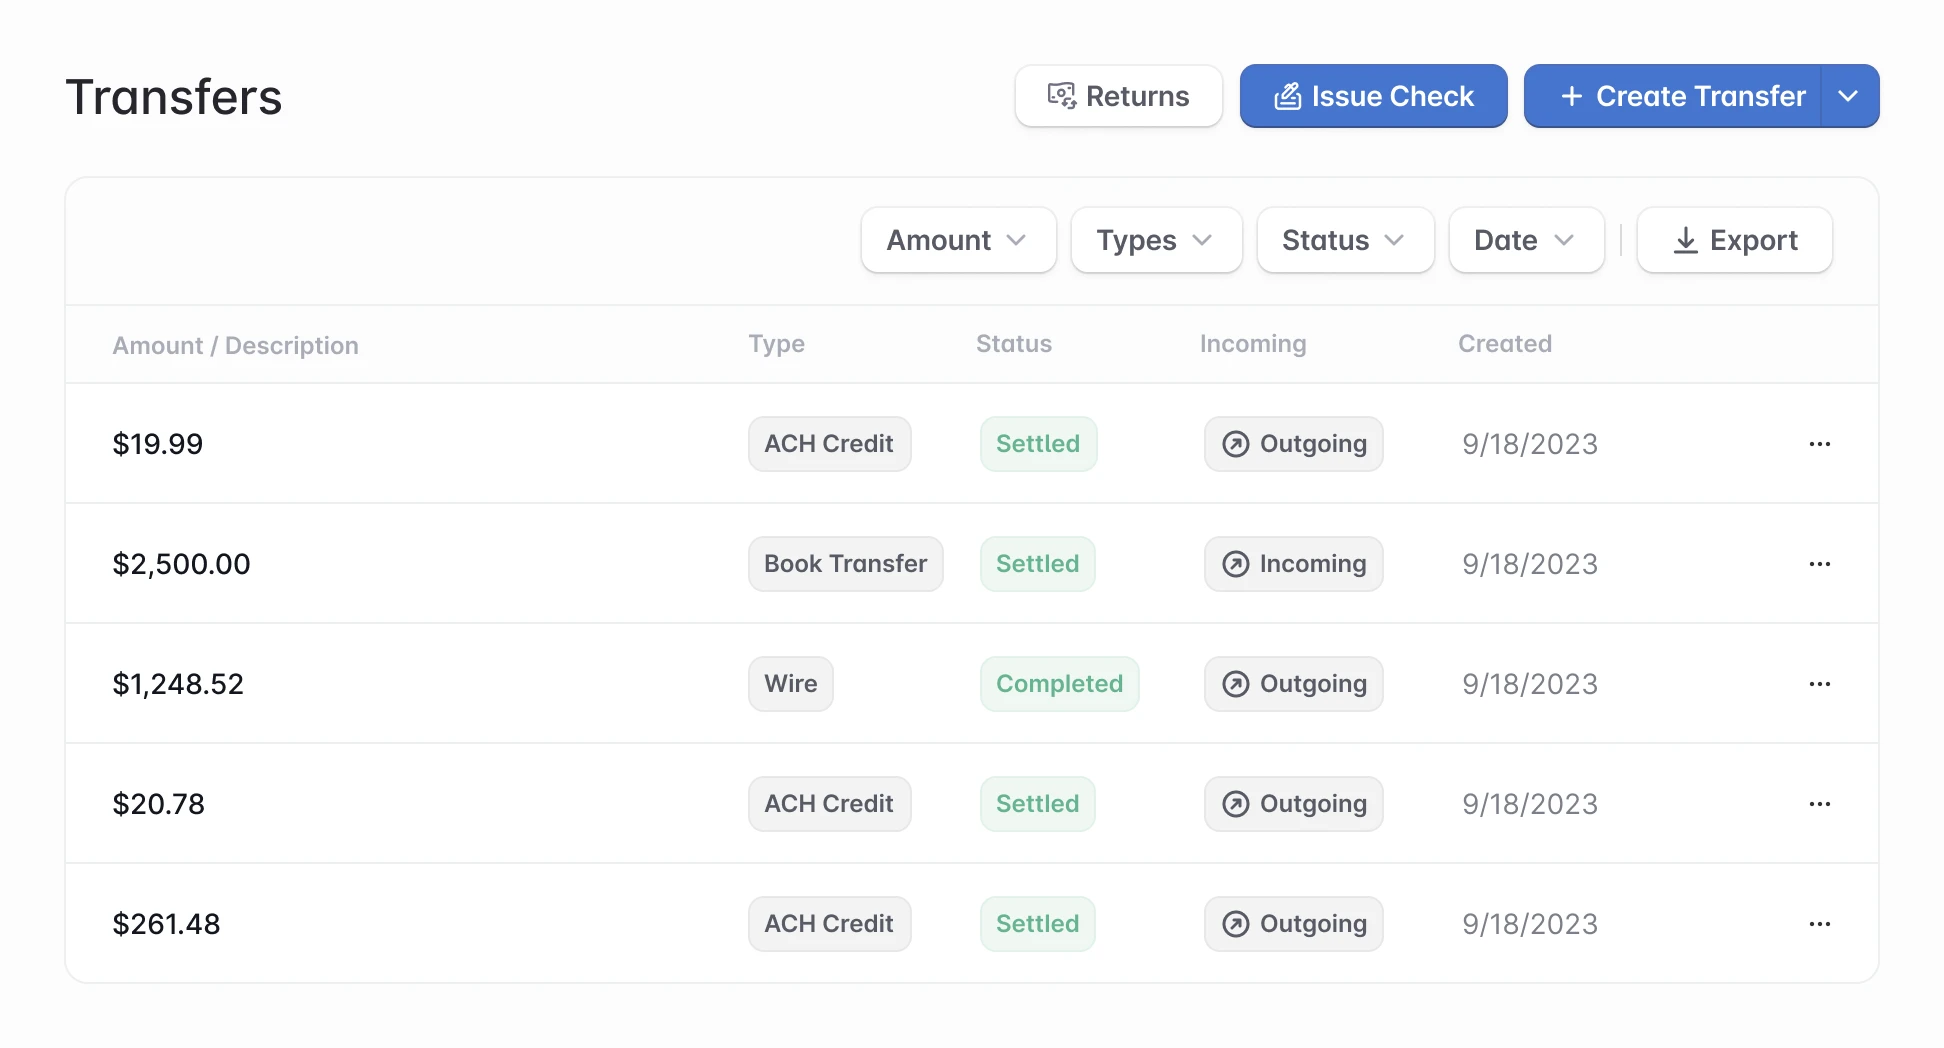 Transfers
Returns
Issue Check
+ Create Transfer
Amount
Types
Status
Date
Export
Amount / Description Type Status Incoming Created
$19.99 ACH Credit Settled Outgoing 9/18/2023 ...
$2,500.00 Book Transfer Settled Incoming 9/18/2023 ...
$1,248.52 Wire Completed Outgoing 9/18/2023 ...
$20.78 ACH Credit Settled Outgoing 9/18/2023 ...
$261.48 ACH Credit Settled Outgoing 9/18/2023 ...